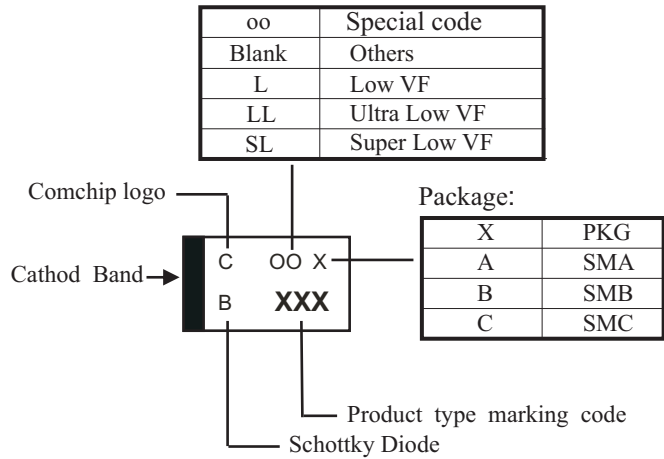 oo Special code
Blank Others
L Low VF
LL Ultra Low VF
SL Super Low VF
Comchip logo
Package:
X PKG
A SMA
B SMB
C SMC
Cathod Band
C OO X
B XXX
Product type marking code
Schottky Diode